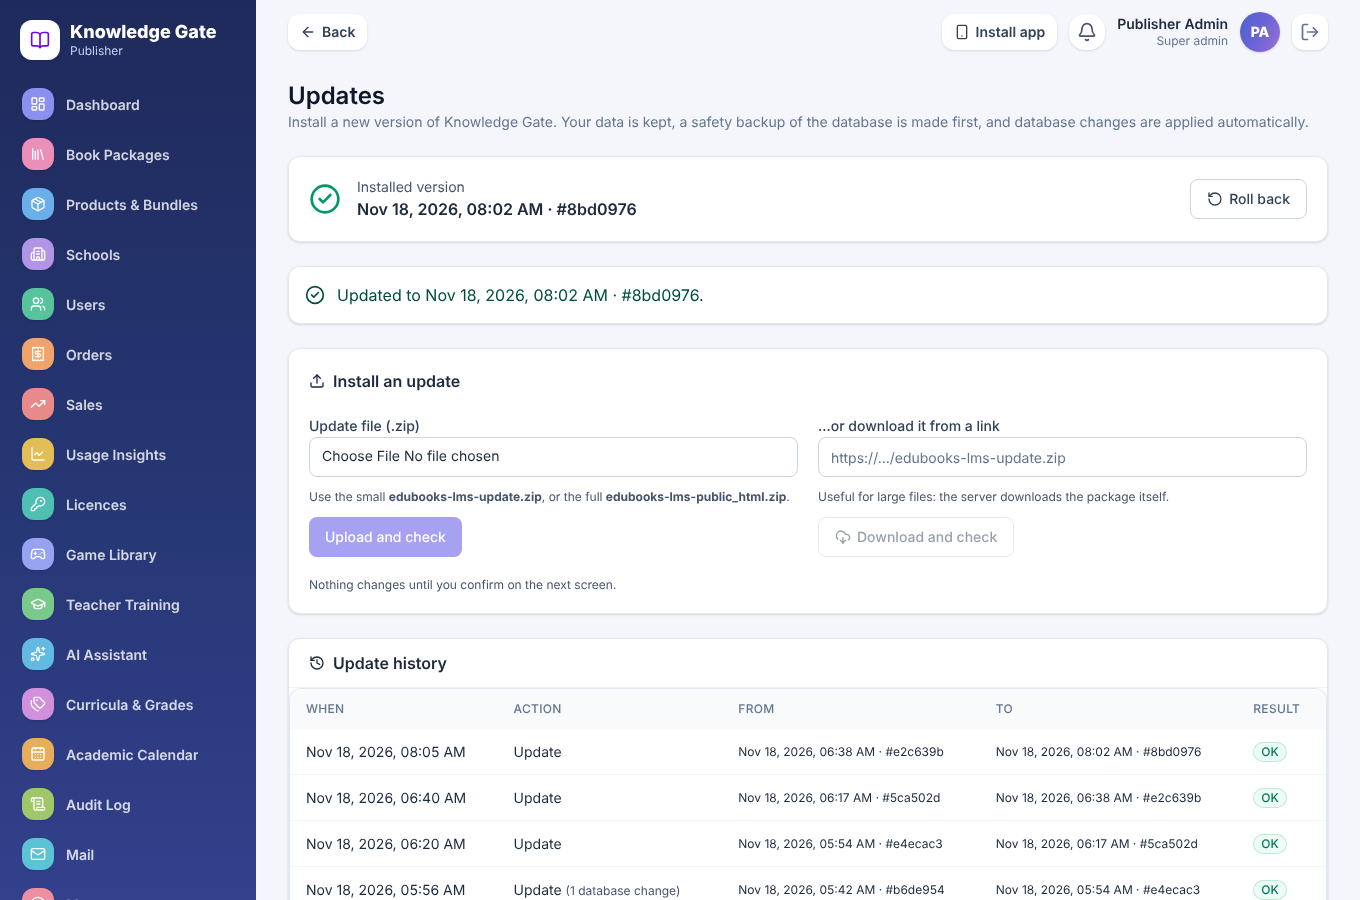 Knowledge Gate
Publisher
Dashboard
Book Packages
Products & Bundles
Schools
Users
Orders
Sales
Usage Insights
Licences
Game Library
Teacher Training
AI Assistant
Curricula & Grades
Academic Calendar
Audit Log
Mail
Back
Install app
Publisher Admin
Super admin
PA
Updates
Install a new version of Knowledge Gate. Your data is kept, a safety backup of the database is made first, and database changes are applied automatically.
Installed version
Nov 18, 2026, 08:02 AM · #8bd0976
Roll back
Updated to Nov 18, 2026, 08:02 AM · #8bd0976.
Install an update
Update file (.zip)
Choose File No file chosen
Use the small edubooks-lms-update.zip, or the full edubooks-lms-public_html.zip.
Upload and check
...or download it from a link
https://.../edubooks-lms-update.zip
Useful for large files: the server downloads the package itself.
Download and check
Nothing changes until you confirm on the next screen.
Update history
WHEN ACTION FROM TO RESULT
Nov 18, 2026, 08:05 AM Update Nov 18, 2026, 06:38 AM · #e2c639b Nov 18, 2026, 08:02 AM · #8bd0976 OK
Nov 18, 2026, 06:40 AM Update Nov 18, 2026, 06:17 AM · #5ca502d Nov 18, 2026, 06:38 AM · #e2c639b OK
Nov 18, 2026, 06:20 AM Update Nov 18, 2026, 05:54 AM · #e4ecac3 Nov 18, 2026, 06:17 AM · #5ca502d OK
Nov 18, 2026, 05:56 AM Update (1 database change) Nov 18, 2026, 05:42 AM · #b6de954 Nov 18, 2026, 05:54 AM · #e4ecac3 OK